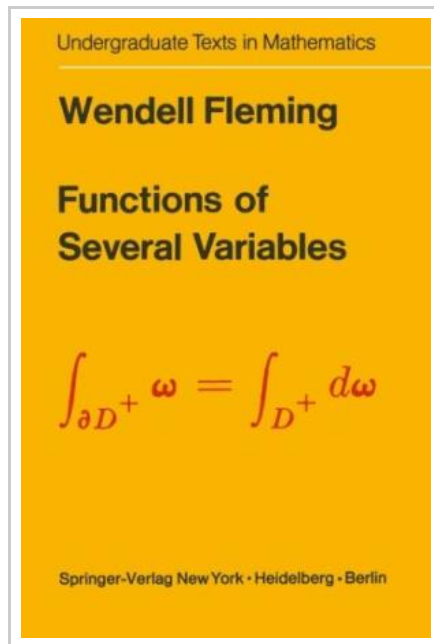 Undergraduate Texts in Mathematics
Wendell Fleming
Functions of
Several Variables
∫_{∂D⁺} ω = ∫_{D⁺} dω
Springer-Verlag New York · Heidelberg · Berlin